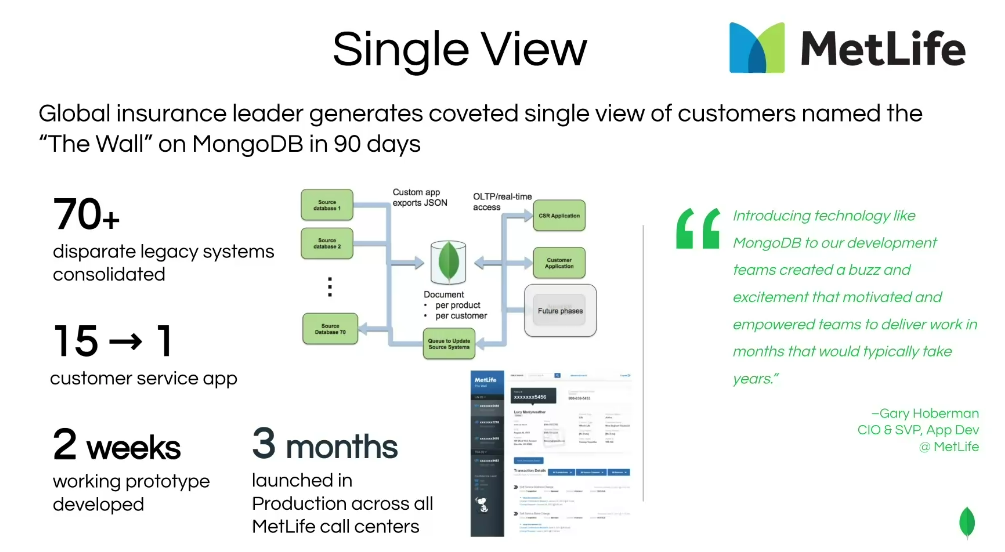 Single View
MetLife
Global insurance leader generates coveted single view of customers named the
“The Wall” on MongoDB in 90 days
70+
disparate legacy systems
consolidated
15 → 1
customer service app
2 weeks
working prototype
developed
3 months
launched in
Production across all
MetLife call centers
Source
database 1
Source
database 2
Source
Database 70
Custom app
exports JSON
OLTP/real-time
access
Document
• per product
• per customer
Queue to Update
Source Systems
CSR Application
Customer
Application
Future phases
MetLife
xxxxxxx5450
Transaction Details
“
Introducing technology like
MongoDB to our development
teams created a buzz and
excitement that motivated and
empowered teams to deliver work in
months that would typically take
years.”
–Gary Hoberman
CIO & SVP, App Dev
@ MetLife